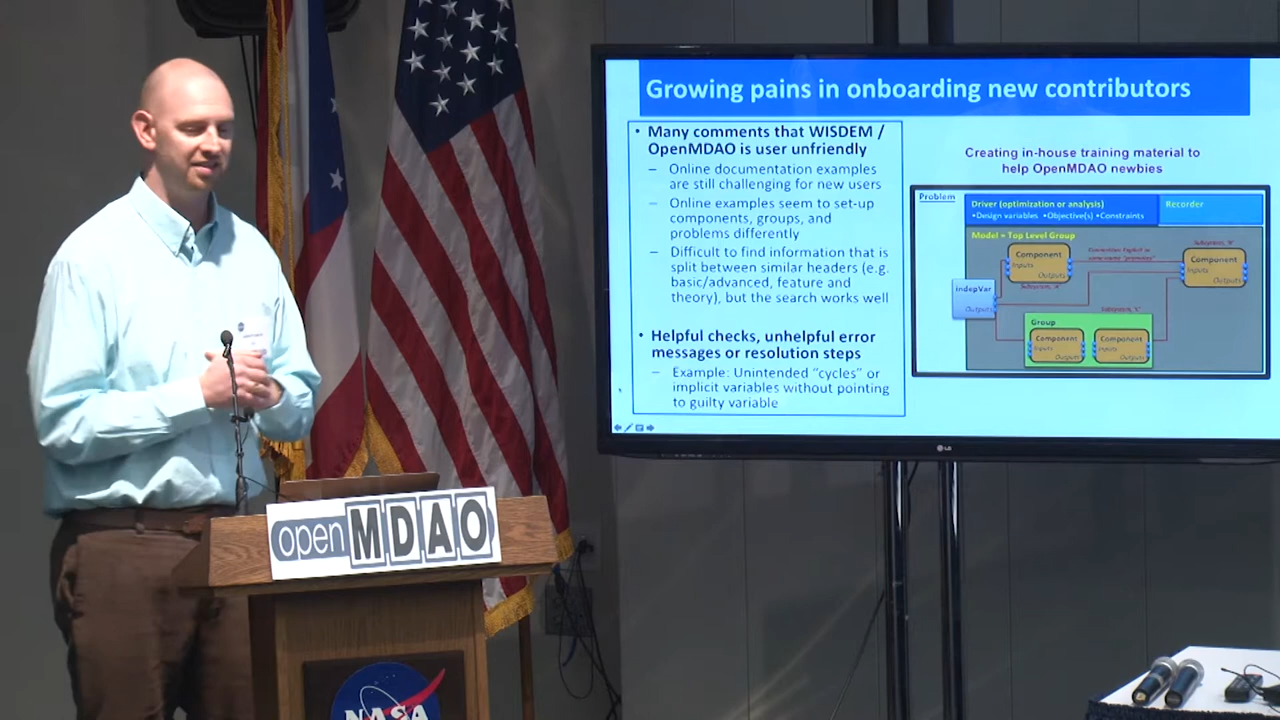 Growing pains in onboarding new contributors
• Many comments that WISDEM /
OpenMDAO is user unfriendly
– Online documentation examples
are still challenging for new users
– Online examples seem to set-up
components, groups, and
problems differently
– Difficult to find information that is
split between similar headers (e.g.
basic/advanced, feature and
theory), but the search works well
• Helpful checks, unhelpful error
messages or resolution steps
– Example: Unintended “cycles” or
implicit variables without pointing
to guilty variable
Creating in-house training material to
help OpenMDAO newbies
Problem
Driver (optimization or analysis)
•Design variables •Objective(s) •Constraints
Recorder
Model = Top Level Group
Component
Inputs
Outputs
Component
Inputs
Outputs
indepVar
Outputs
Group
Component
Inputs
Outputs
Component
Inputs
Outputs
LG
open MDAO
NASA